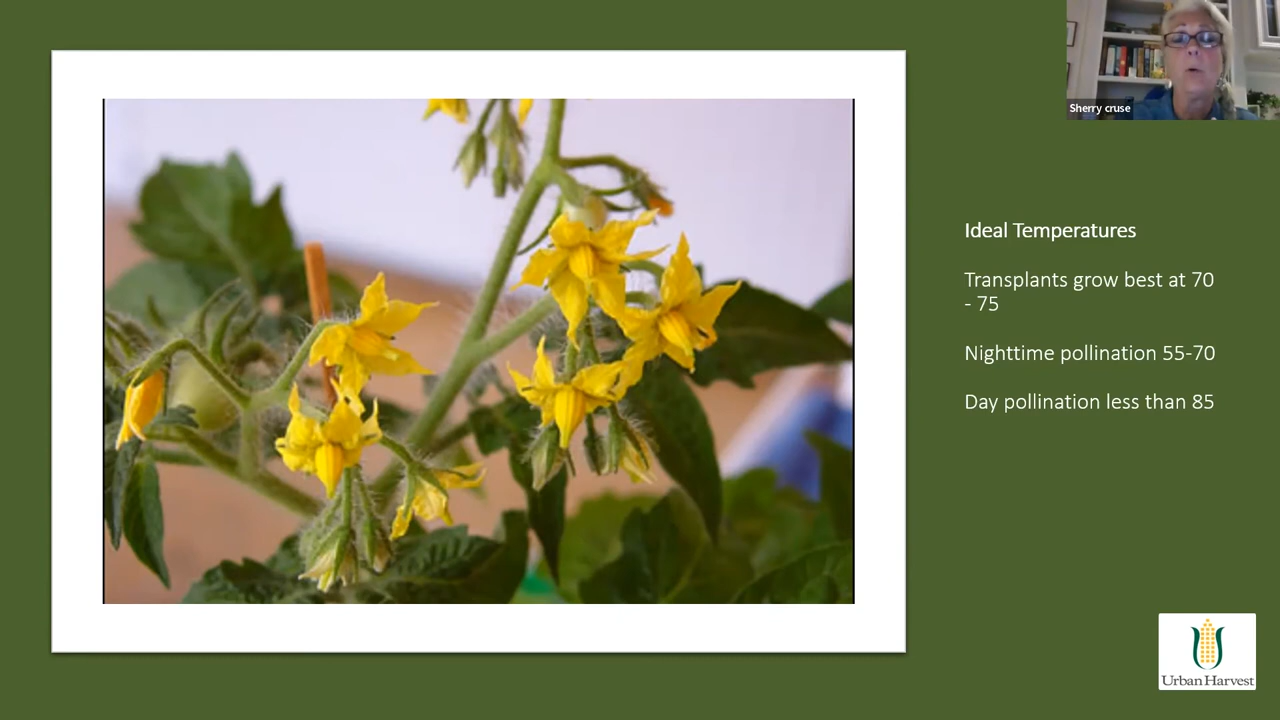 Sherry cruse
Ideal Temperatures
Transplants grow best at 70
- 75
Nighttime pollination 55-70
Day pollination less than 85
Urban Harvest